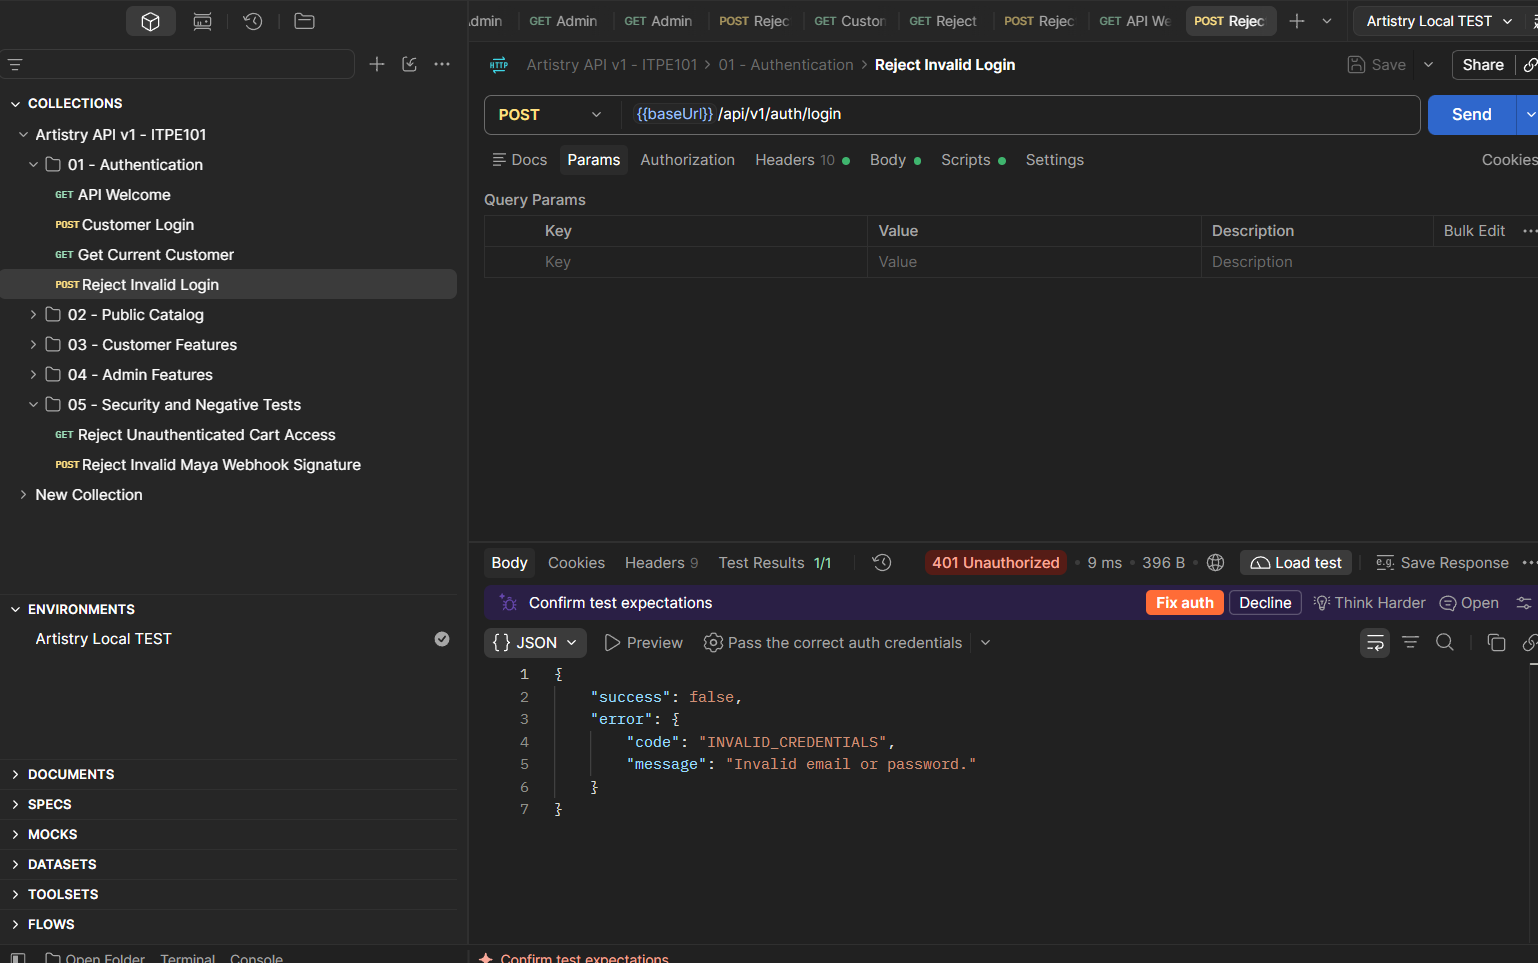 dmin
GET Admin
GET Admin
POST Rejec
GET Custor
GET Reject
POST Rejec
GET API We
POST Rejec
Artistry Local TEST
HTTP Artistry API v1 - ITPE101 > 01 - Authentication > Reject Invalid Login
Save
Share
COLLECTIONS
Artistry API v1 - ITPE101
01 - Authentication
GET API Welcome
POST Customer Login
GET Get Current Customer
POST Reject Invalid Login
02 - Public Catalog
03 - Customer Features
04 - Admin Features
05 - Security and Negative Tests
GET Reject Unauthenticated Cart Access
POST Reject Invalid Maya Webhook Signature
New Collection
ENVIRONMENTS
Artistry Local TEST
DOCUMENTS
SPECS
MOCKS
DATASETS
TOOLSETS
FLOWS
POST {{baseUrl}} /api/v1/auth/login
Send
Docs Params Authorization Headers 10 Body Scripts Settings Cookies
Query Params
Key Value Description Bulk Edit
Key Value Description
Body Cookies Headers 9 Test Results 1/1 401 Unauthorized • 9 ms • 396 B Load test e.g. Save Response
Confirm test expectations Fix auth Decline Think Harder Open
{} JSON Preview Pass the correct auth credentials
1 {
2 "success": false,
3 "error": {
4 "code": "INVALID_CREDENTIALS",
5 "message": "Invalid email or password."
6 }
7 }
Open Folder Terminal Console
Confirm test expectations